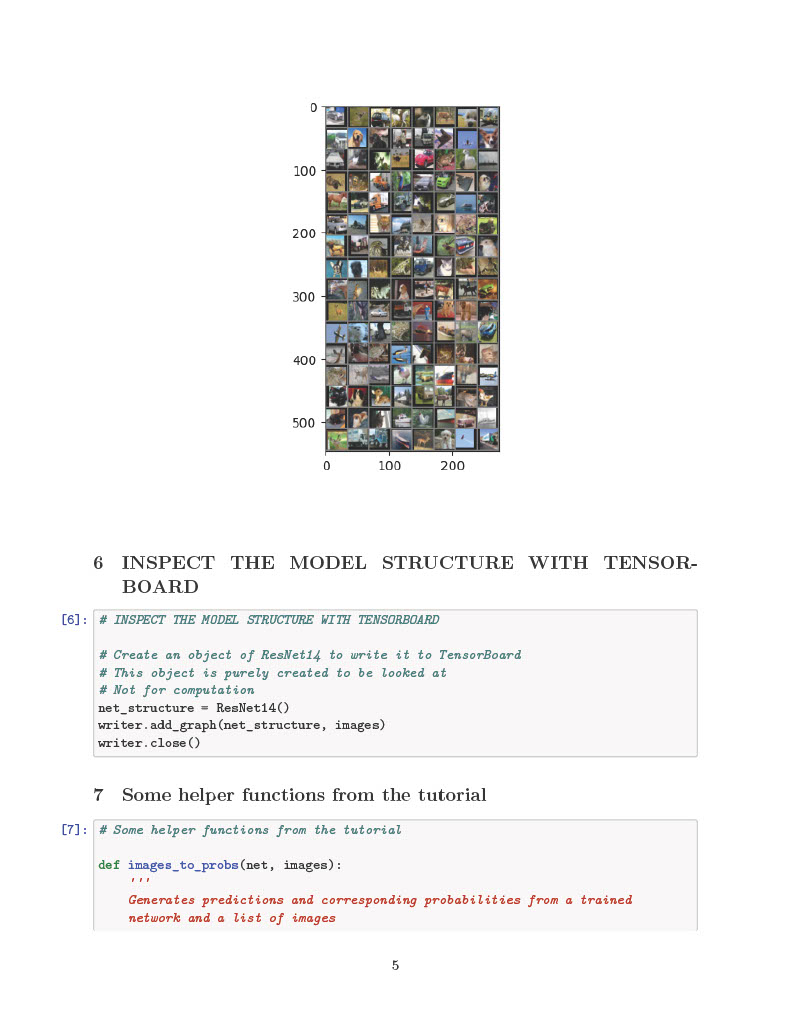 0
100
200
300
400
500
0 100 200
6 INSPECT THE MODEL STRUCTURE WITH TENSOR-
BOARD
[6]: # INSPECT THE MODEL STRUCTURE WITH TENSORBOARD
# Create an object of ResNet14 to write it to TensorBoard
# This object is purely created to be looked at
# Not for computation
net_structure = ResNet14()
writer.add_graph(net_structure, images)
writer.close()
7 Some helper functions from the tutorial
[7]: # Some helper functions from the tutorial
def images_to_probs(net, images):
'''
Generates predictions and corresponding probabilities from a trained
network and a list of images
5